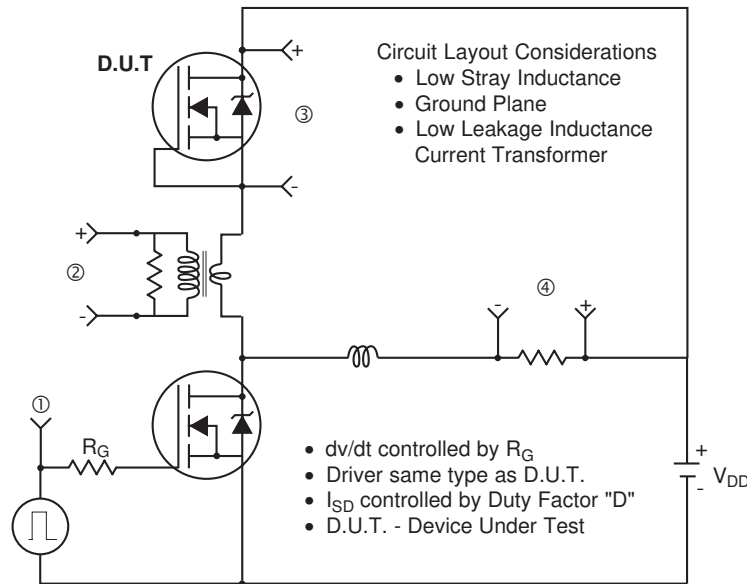 D.U.T
+
③
-
Circuit Layout Considerations
• Low Stray Inductance
• Ground Plane
• Low Leakage Inductance
Current Transformer
+
②
-
④
- +
①
R_G
• dv/dt controlled by R_G
• Driver same type as D.U.T.
• I_SD controlled by Duty Factor "D"
• D.U.T. - Device Under Test
+
V_DD
-